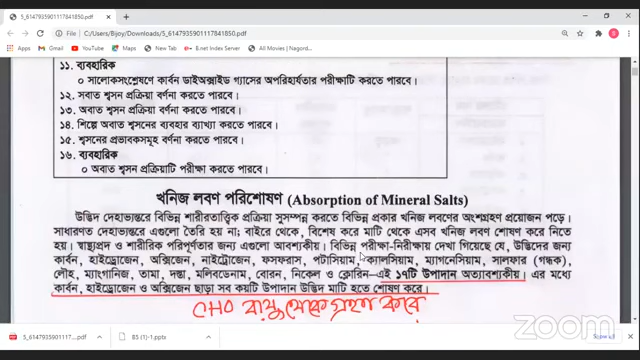 5_6147935901117841850.pdf
File | C:/Users/Bijoy/Downloads/5_6147935901117841850.pdf
Apps Gmail YouTube Maps New Tab E.net Index Server All Movies | Nagord...
১১. ব্যবহারিক
০ সালোকসংশ্লেষণে কার্বন ডাইঅক্সাইড গ্যাসের অপরিহার্যতার পরীক্ষাটি করতে পারবে।
১২. সবাত শ্বসন প্রক্রিয়া বর্ণনা করতে পারবে।
১৩. অবাত শ্বসন প্রক্রিয়া বর্ণনা করতে পারবে।
১৪. শিল্পে অবাত শ্বসনের ব্যবহার ব্যাখ্যা করতে পারবে।
১৫. শ্বসনের প্রভাবকসমূহ বর্ণনা করতে পারবে।
১৬. ব্যবহারিক
০ অবাত শ্বসন প্রক্রিয়াটি পরীক্ষা করতে পারবে।
খনিজ লবণ পরিশোষণ (Absorption of Mineral Salts)
উদ্ভিদ দেহাভ্যন্তরে বিভিন্ন শারীরতাত্ত্বিক প্রক্রিয়া সুসম্পন্ন করতে বিভিন্ন প্রকার খনিজ লবণের অংশগ্রহণ প্রয়োজন পড়ে।
সাধারণত দেহাভ্যন্তরে এগুলো তৈরি হয় না। বাইরে থেকে, বিশেষ করে মাটি থেকে এসব খনিজ লবণ শোষণ করে নিতে
হয়। স্বাস্থ্যপ্রদ ও শারীরিক পরিপূর্ণতার জন্য এগুলো আবশ্যকীয়। বিভিন্ন পরীক্ষা-নিরীক্ষায় দেখা গিয়েছে যে, উদ্ভিদের জন্য
কার্বন, হাইড্রোজেন, অক্সিজেন, নাইট্রোজেন, ফসফরাস, পটাসিয়াম, ক্যালসিয়াম, ম্যাগনেসিয়াম, সালফার (গন্ধক),
লৌহ, ম্যাংগানিজ, তামা, দস্তা, মলিবডেনাম, বোরন, নিকেল ও ক্লোরিন-এই ১৭টি উপাদান অত্যাবশ্যকীয়। এর মধ্যে
কার্বন, হাইড্রোজেন ও অক্সিজেন ছাড়া সব কয়টি উপাদান উদ্ভিদ মাটি হতে শোষণ করে।
CHO বায়ু থেকে গ্রহণ করে
zoom
5_6147935901117....pdf B5 (1)-1.pptx Show all